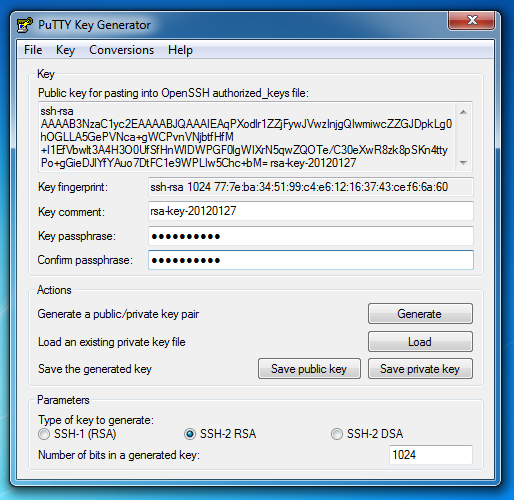 PuTTY Key Generator
File Key Conversions Help
Key
Public key for pasting into OpenSSH authorized_keys file:
ssh-rsa
AAAAB3NzaC1yc2EAAAABJQAAAIEAqPXodIr1ZZjFywJVwzInjgQIwmiwcZZGJDpkLg0
hOGLLA5GePVNca+gWCPvnVNjbtfHfM
+I1EfVbwIt3A4H3O0UfSfHnWIDWPGF0IgWIXrN5qwZQOTe/C30eXwR8zk8pSKn4tty
Po+gGieDJIYfYAuo7DtFC1e9WPLIw5Chc+bM= rsa-key-20120127
Key fingerprint: ssh-rsa 1024 77:7e:ba:34:51:99:c4:e6:12:16:37:43:ce:f6:6a:60
Key comment: rsa-key-20120127
Key passphrase: ●●●●●●●●●●
Confirm passphrase: ●●●●●●●●●●
Actions
Generate a public/private key pair Generate
Load an existing private key file Load
Save the generated key Save public key Save private key
Parameters
Type of key to generate:
SSH-1 (RSA) SSH-2 RSA SSH-2 DSA
Number of bits in a generated key: 1024